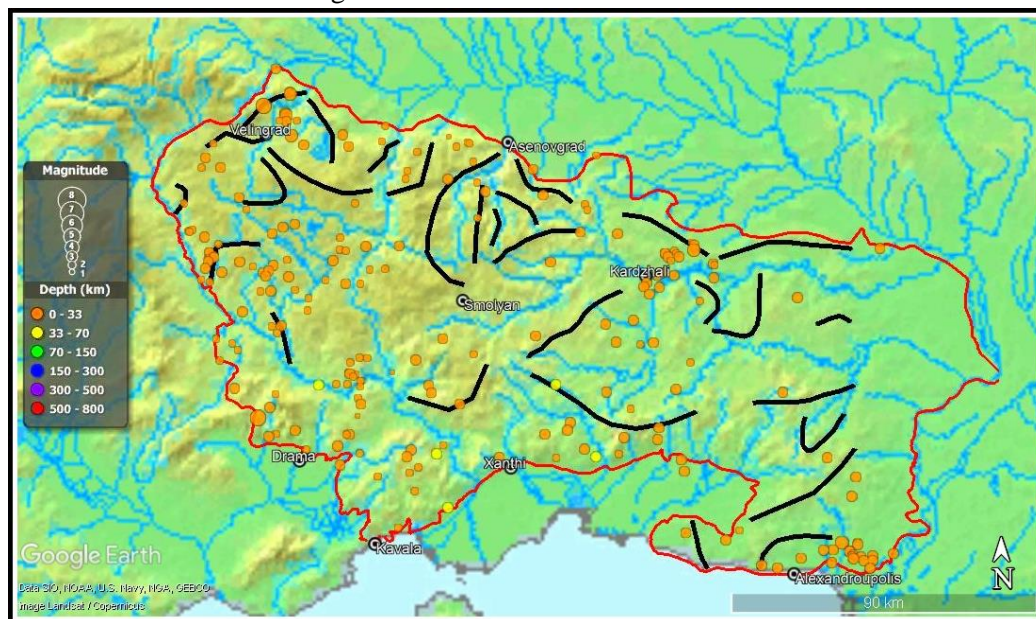 Velingrad
Asenovgrad
Magnitude
8
7
6
5
4
3
2
1
Depth (km)
0 - 33
33 - 70
70 - 150
150 - 300
300 - 500
500 - 800
Kardzhali
Smolyan
Drama
Xanthi
Kavala
Alexandroupolis
N
90 km
Google Earth
Data SIO, NOAA, U.S. Navy, NGA, GEBCO
Image Landsat / Copernicus